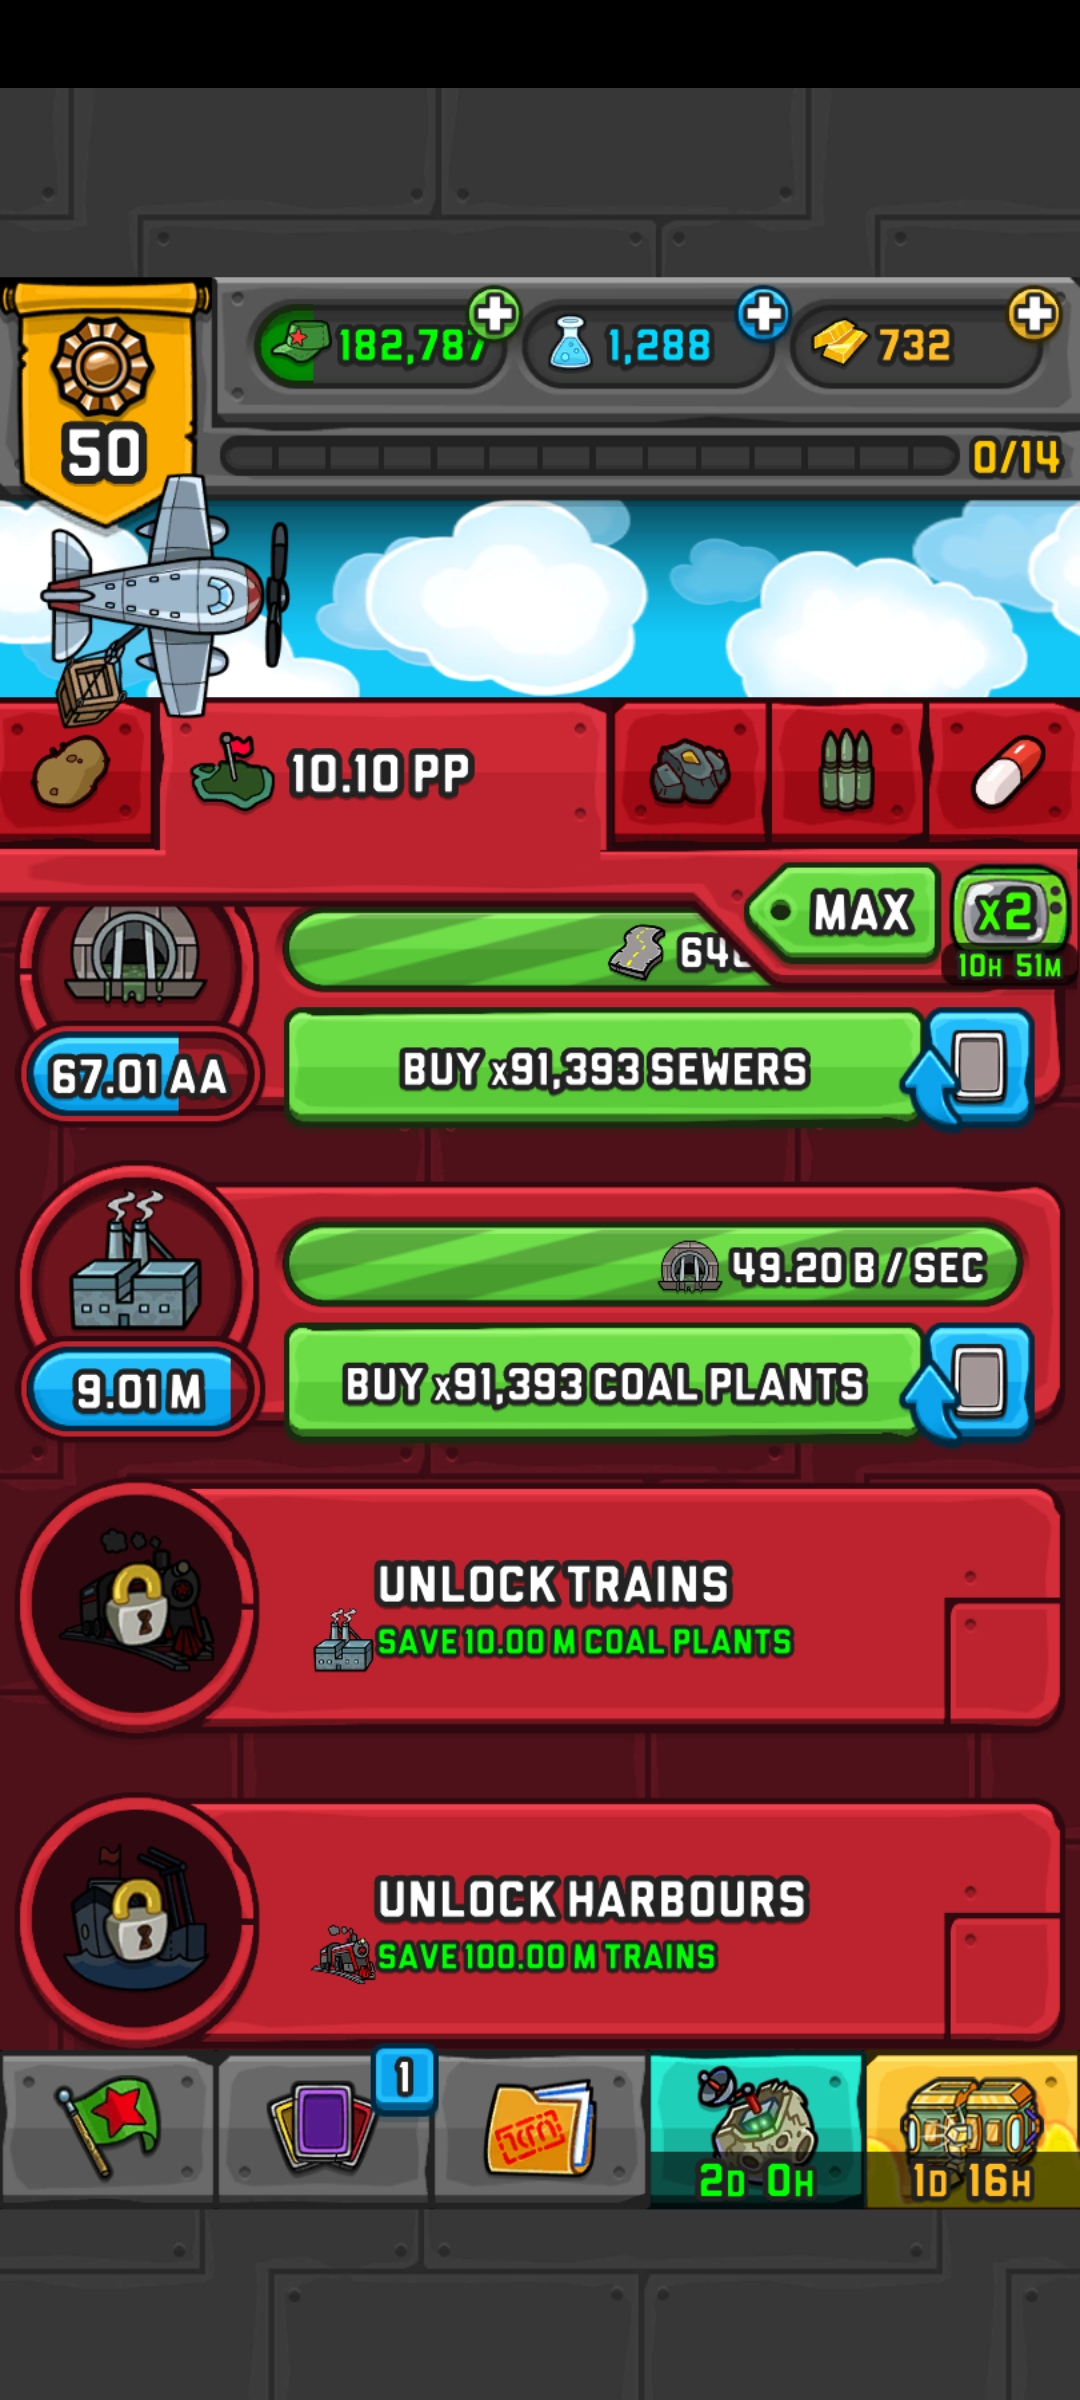 182,787
1,288
732
50
0/14
10.10 PP
MAX
x2
10H 51M
67.01 AA
BUY x91,393 SEWERS
49.20 B / SEC
9.01 M
BUY x91,393 COAL PLANTS
UNLOCK TRAINS
SAVE 10.00 M COAL PLANTS
UNLOCK HARBOURS
SAVE 100.00 M TRAINS
1
2D 0H
1D 16H